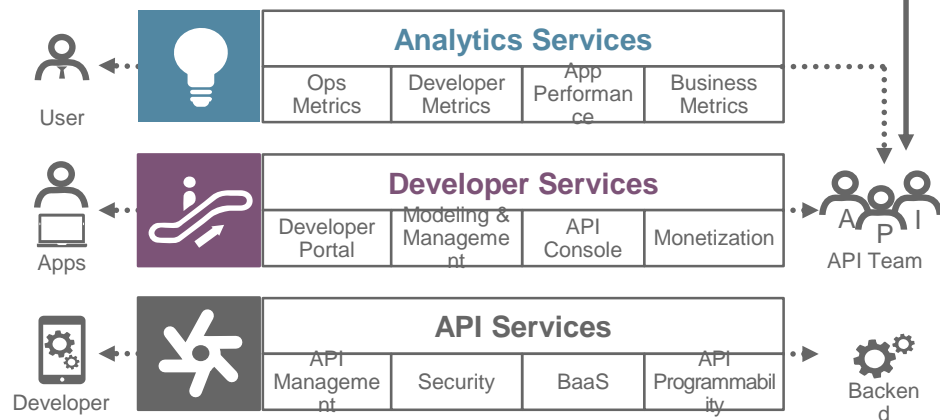 Analytics Services
Ops
Metrics
Developer
Metrics
App
Performan
ce
Business
Metrics
User
Developer Services
Developer
Portal
Modeling &
Manageme
nt
API
Console
Monetization
Apps
A P I
API Team
API Services
API
Manageme
nt
Security
BaaS
API
Programmabil
ity
Developer
Backen
d